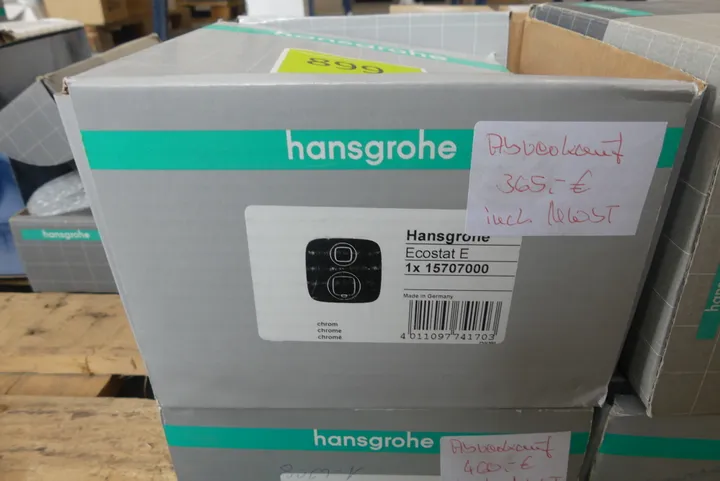 899
hansgrohe
Abverkauf
365,-€
incl. MWST
Hansgrohe
Ecostat E
1x 15707000
Made in Germany
chrom
chrome
chromé
4011097741703
hansgrohe
hansgrohe
hansgrohe
Abverkauf
400,-€